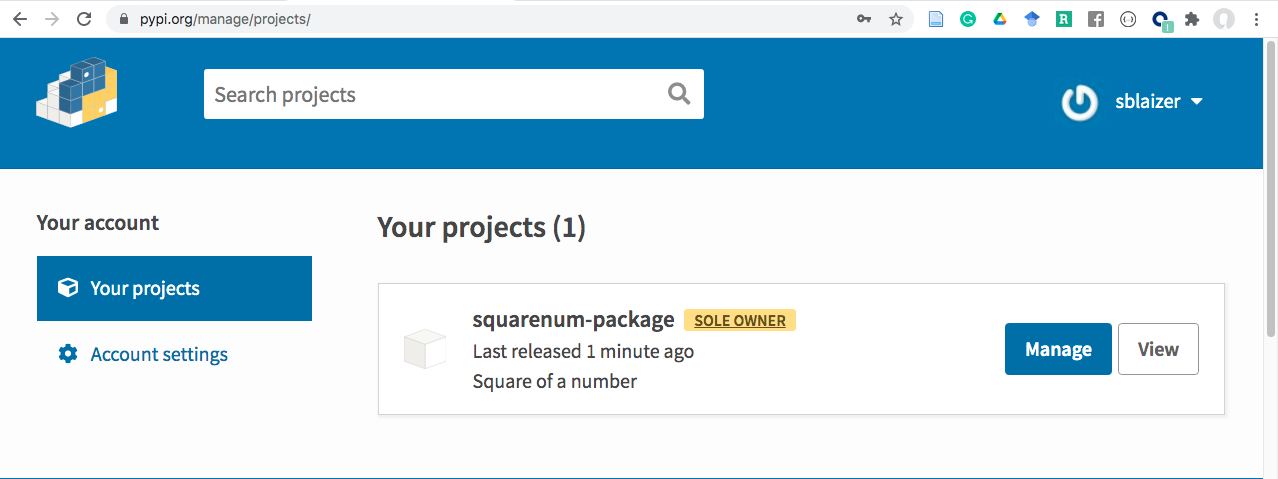 pypi.org/manage/projects/
Search projects
sblaizer
Your account
Your projects
Account settings
Your projects (1)
squarenum-package SOLE OWNER
Last released 1 minute ago
Square of a number
Manage View